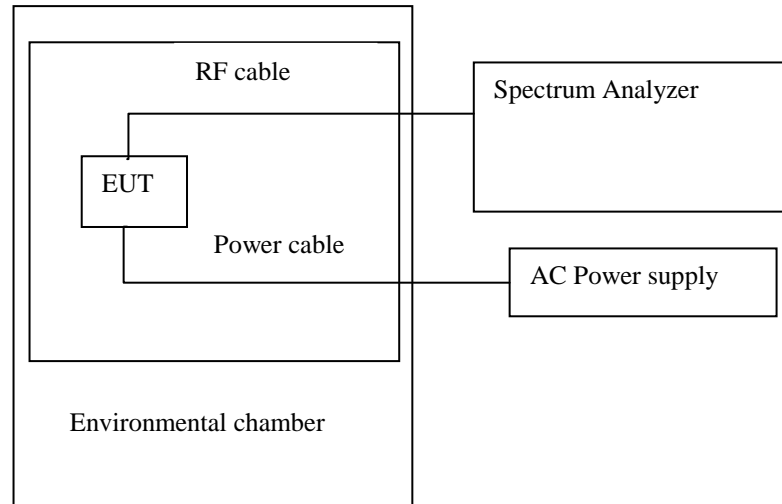 RF cable
Spectrum Analyzer
EUT
Power cable
AC Power supply
Environmental chamber